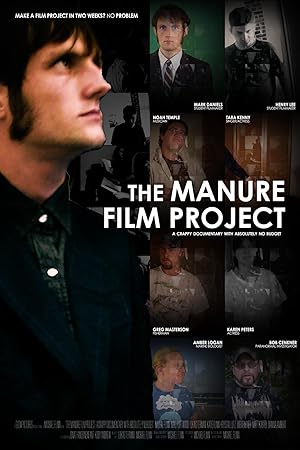 MAKE A FILM PROJECT IN TWO WEEKS? NO PROBLEM
MARK DANIELS
STUDENT FILMMAKER
HENRY LEE
STUDENT FILMMAKER
NOAH TEMPLE
MUSICIAN
TARA KENNY
SINGER/ACTRESS
THE MANURE
FILM PROJECT
A CRAPPY DOCUMENTARY WITH ABSOLUTELY NO BUDGET
GREG MASTERSON
FISHERMAN
KAREN PETERS
ACTRESS
AMBER LOGAN
MARINE BIOLOGIST
BOB CENKNER
PARANORMAL INVESTIGATOR